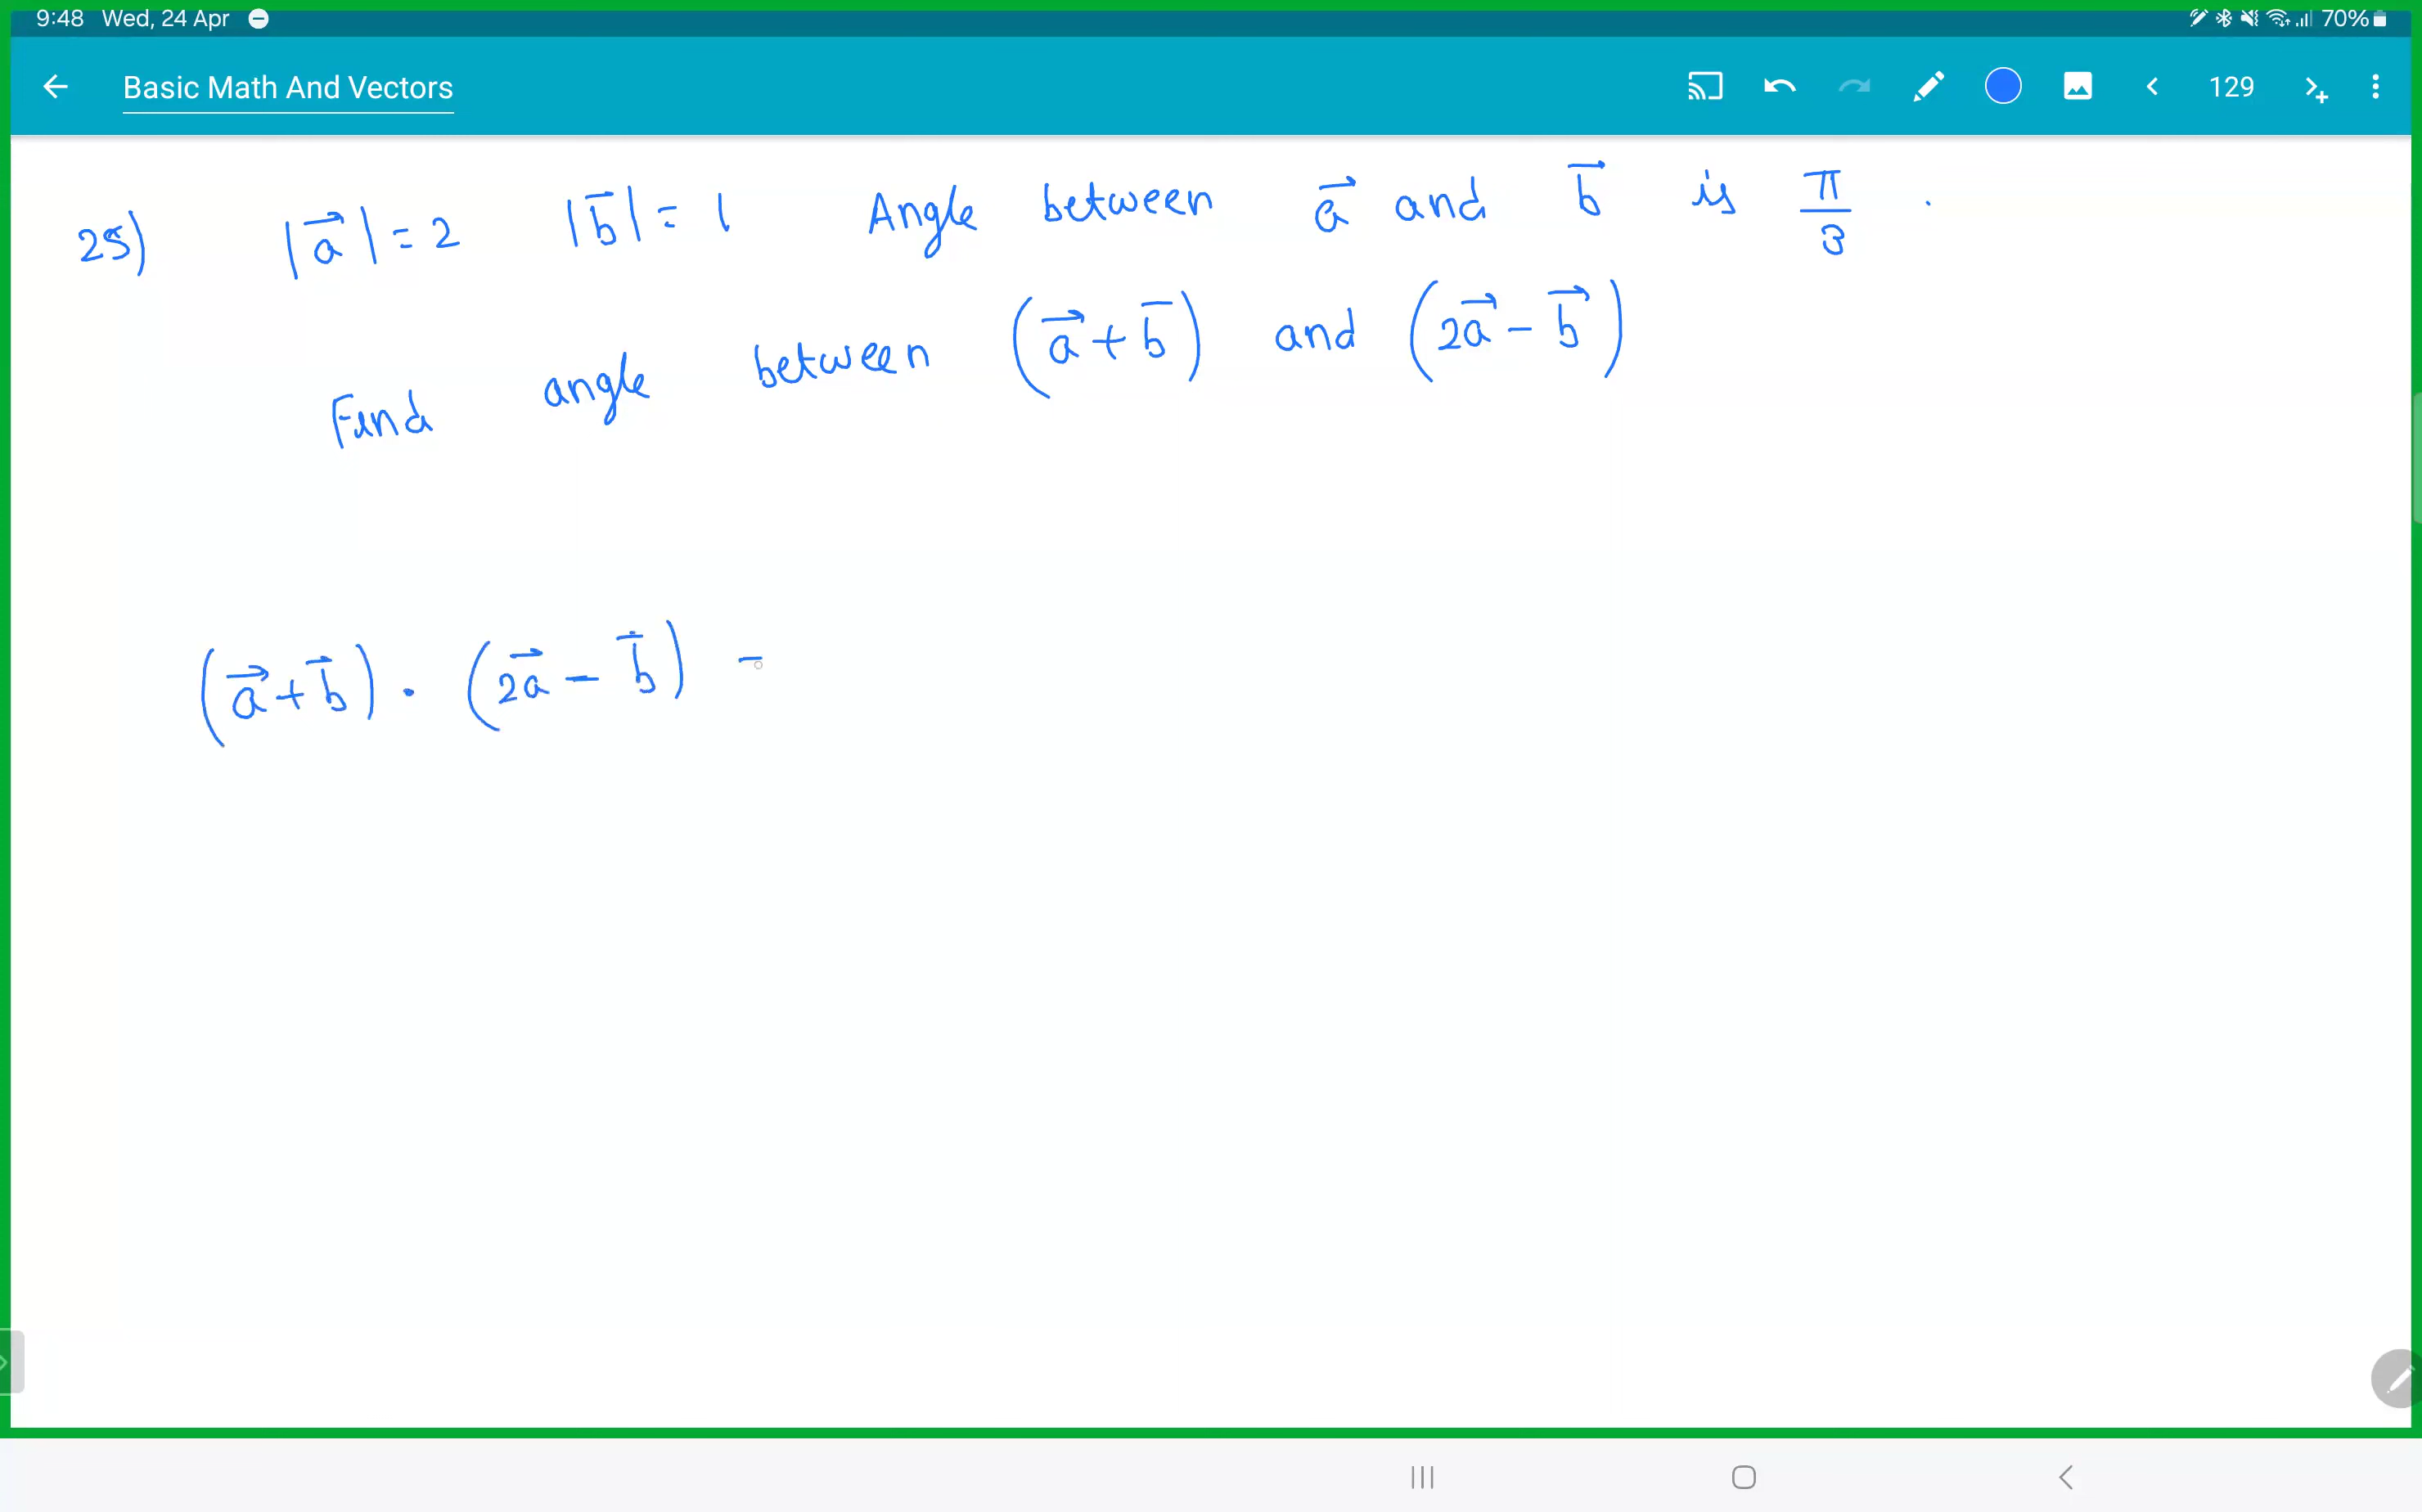 9:48 Wed, 24 Apr 70%
Basic Math And Vectors 129
25) |a⃗| = 2 |b⃗| = 1 Angle between a⃗ and b⃗ is π/3 .
Find angle between (a⃗ + b⃗) and (2a⃗ − b⃗)
(a⃗ + b⃗) · (2a⃗ − b⃗) =